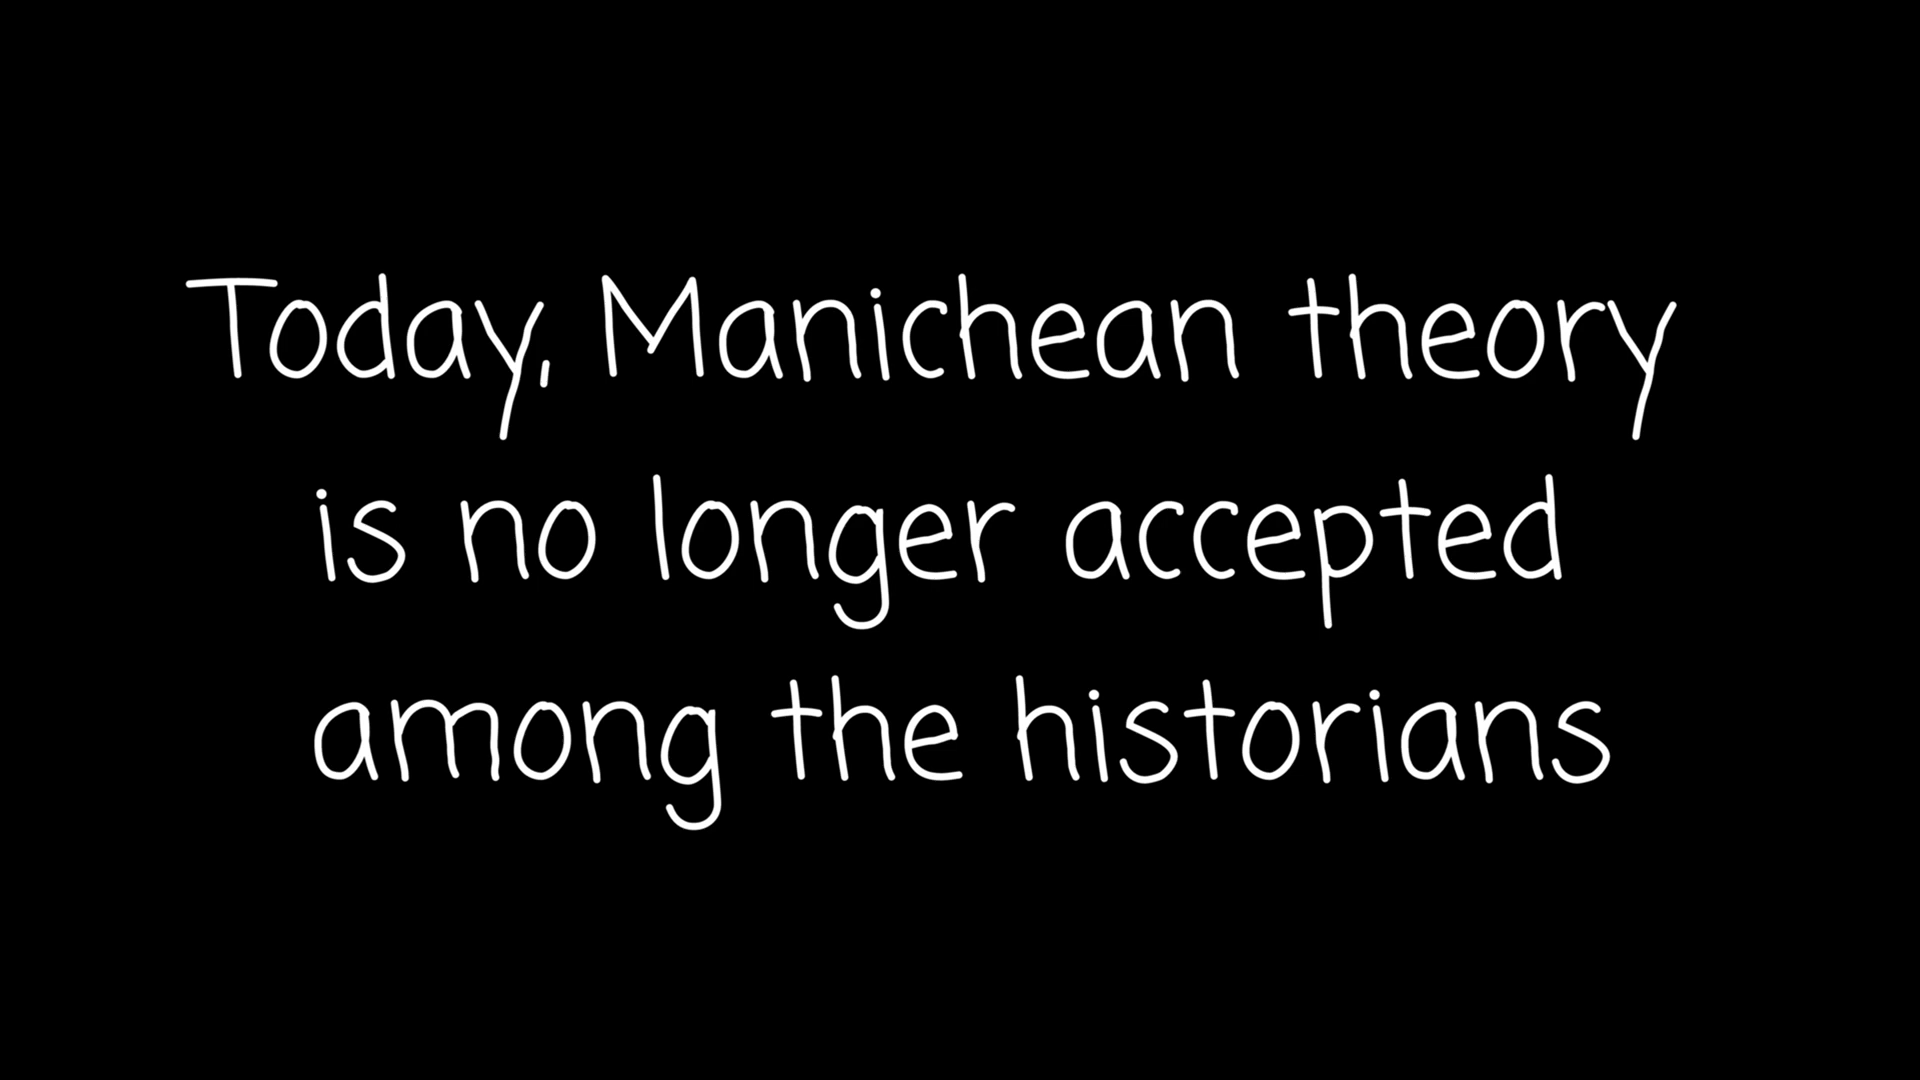 Today, Manichean theory
is no longer accepted
among the historians